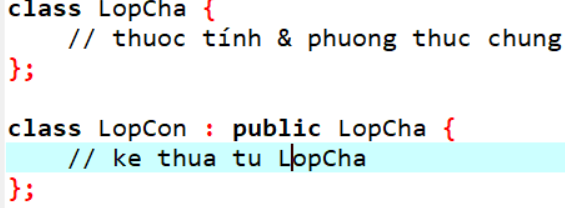 class LopCha {
// thuoc tính & phuong thuc chung
};
class LopCon : public LopCha {
// ke thua tu LopCha
};